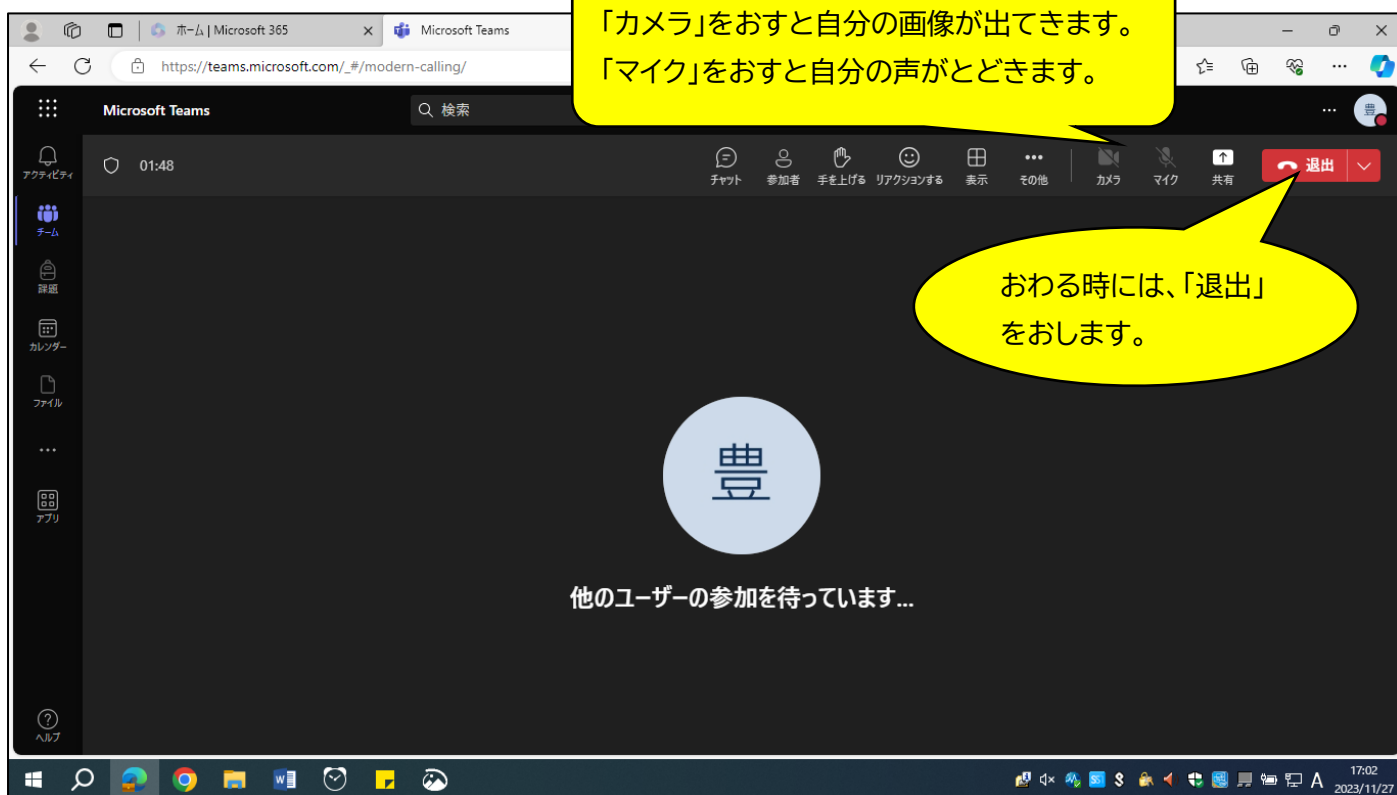 「カメラ」をおすと自分の画像が出てきます。
「マイク」をおすと自分の声がとどきます。
ホーム | Microsoft 365
Microsoft Teams
https://teams.microsoft.com/_#/modern-calling/
Microsoft Teams
検索
豊
アクティビティ
チーム
課題
カレンダー
ファイル
アプリ
ヘルプ
01:48
チャット
参加者
手を上げる
リアクションする
表示
その他
カメラ
マイク
共有
退出
おわる時には、「退出」
をおします。
豊
他のユーザーの参加を待っています...
A
17:02
2023/11/27